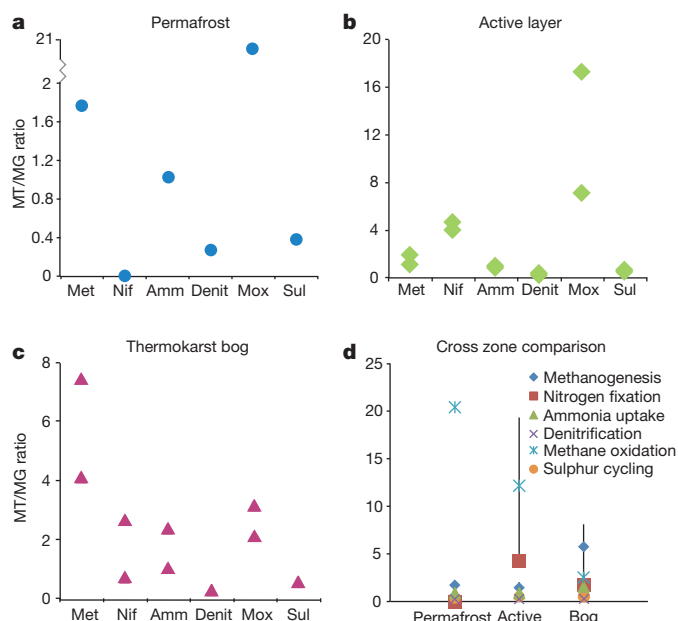 a Permafrost
21
2
1.6
1.2
0.8
0.4
0
MT/MG ratio
Met Nif Amm Denit Mox Sul
b Active layer
20
16
12
8
4
0
Met Nif Amm Denit Mox Sul
c Thermokarst bog
8
6
4
2
0
MT/MG ratio
Met Nif Amm Denit Mox Sul
d Cross zone comparison
25
20
15
10
5
0
Methanogenesis
Nitrogen fixation
Ammonia uptake
Denitrification
Methane oxidation
Sulphur cycling
Permafrost Active Bog